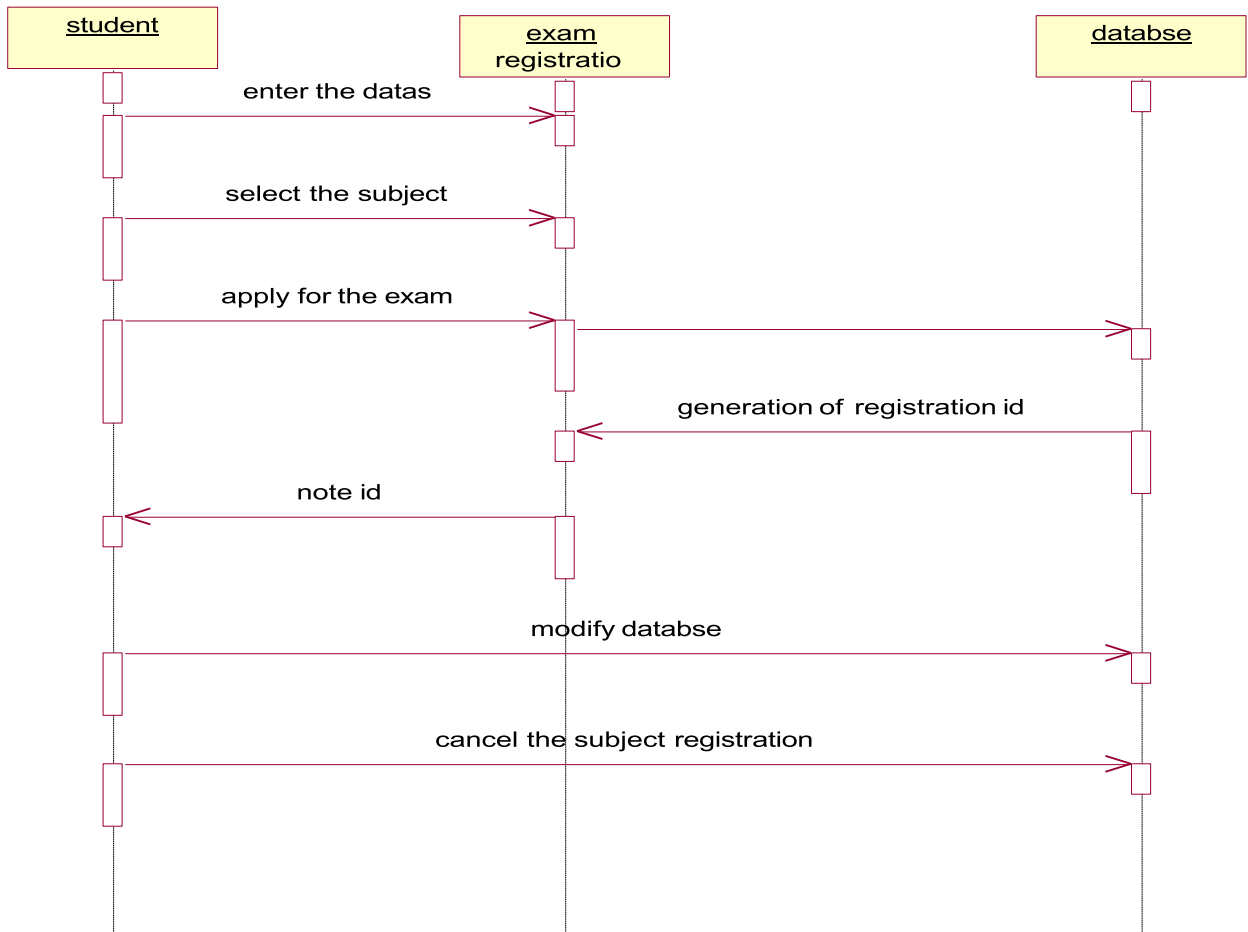 student
exam
registratio
databse
enter the datas
select the subject
apply for the exam
generation of registration id
note id
modify databse
cancel the subject registration